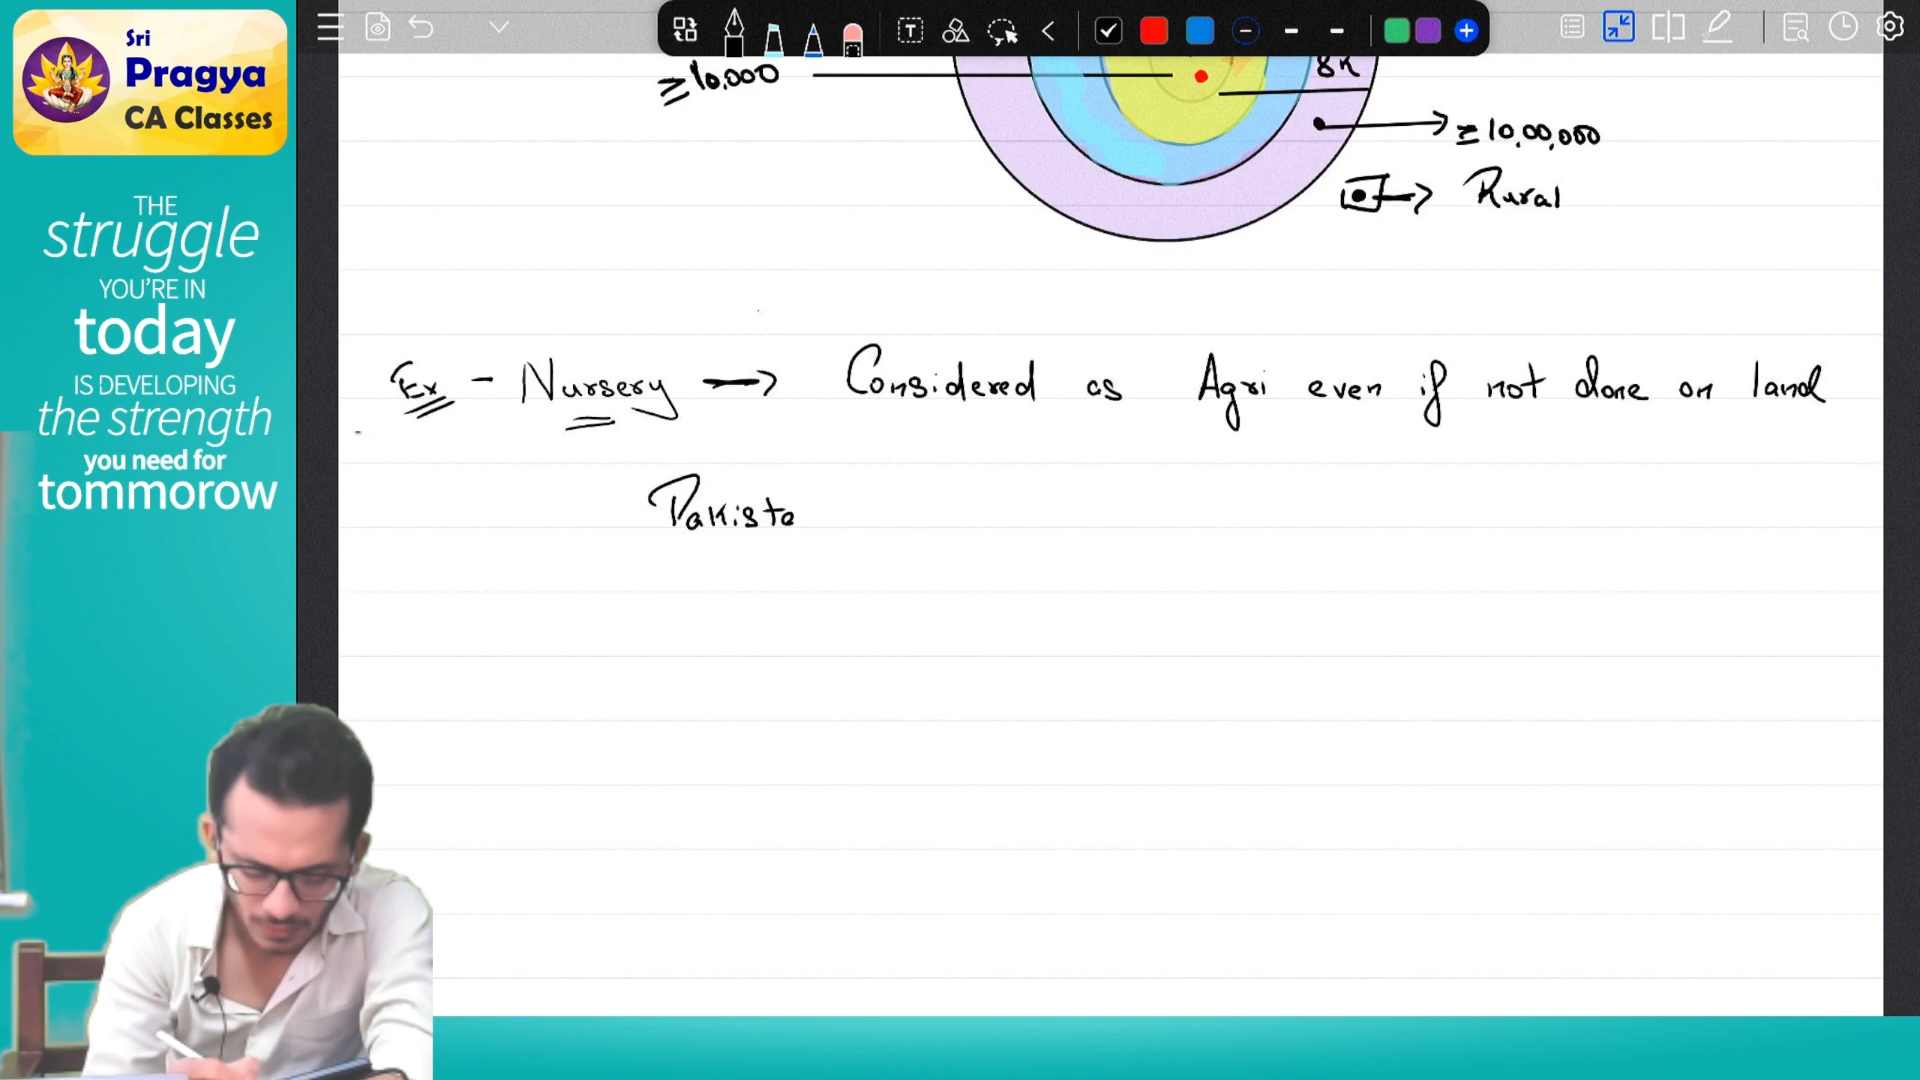 Sri
Pragya
CA Classes
THE
struggle
YOU'RE IN
today
IS DEVELOPING
the strength
you need for
tommorow
≥10,000
8K
≥10,00,000
Rural
Ex - Nursery → Considered as Agri even if not done on land
Pakista
T